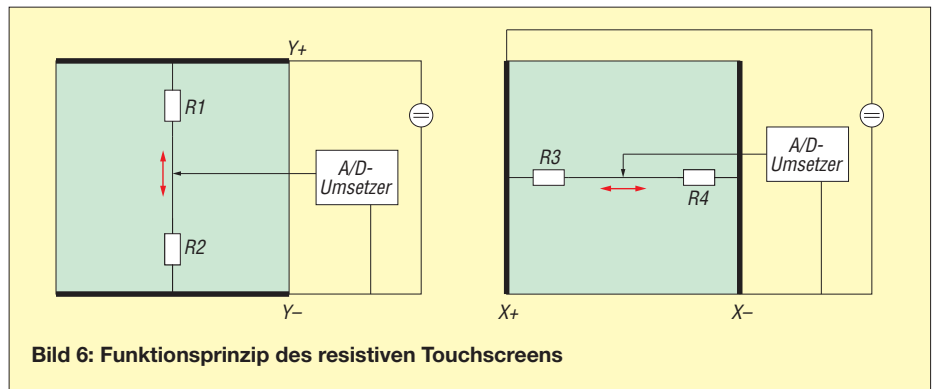 Y+
R1
A/D-
Umsetzer
R2
Y–
R3
R4
A/D-
Umsetzer
X+
X–
Bild 6: Funktionsprinzip des resistiven Touchscreens